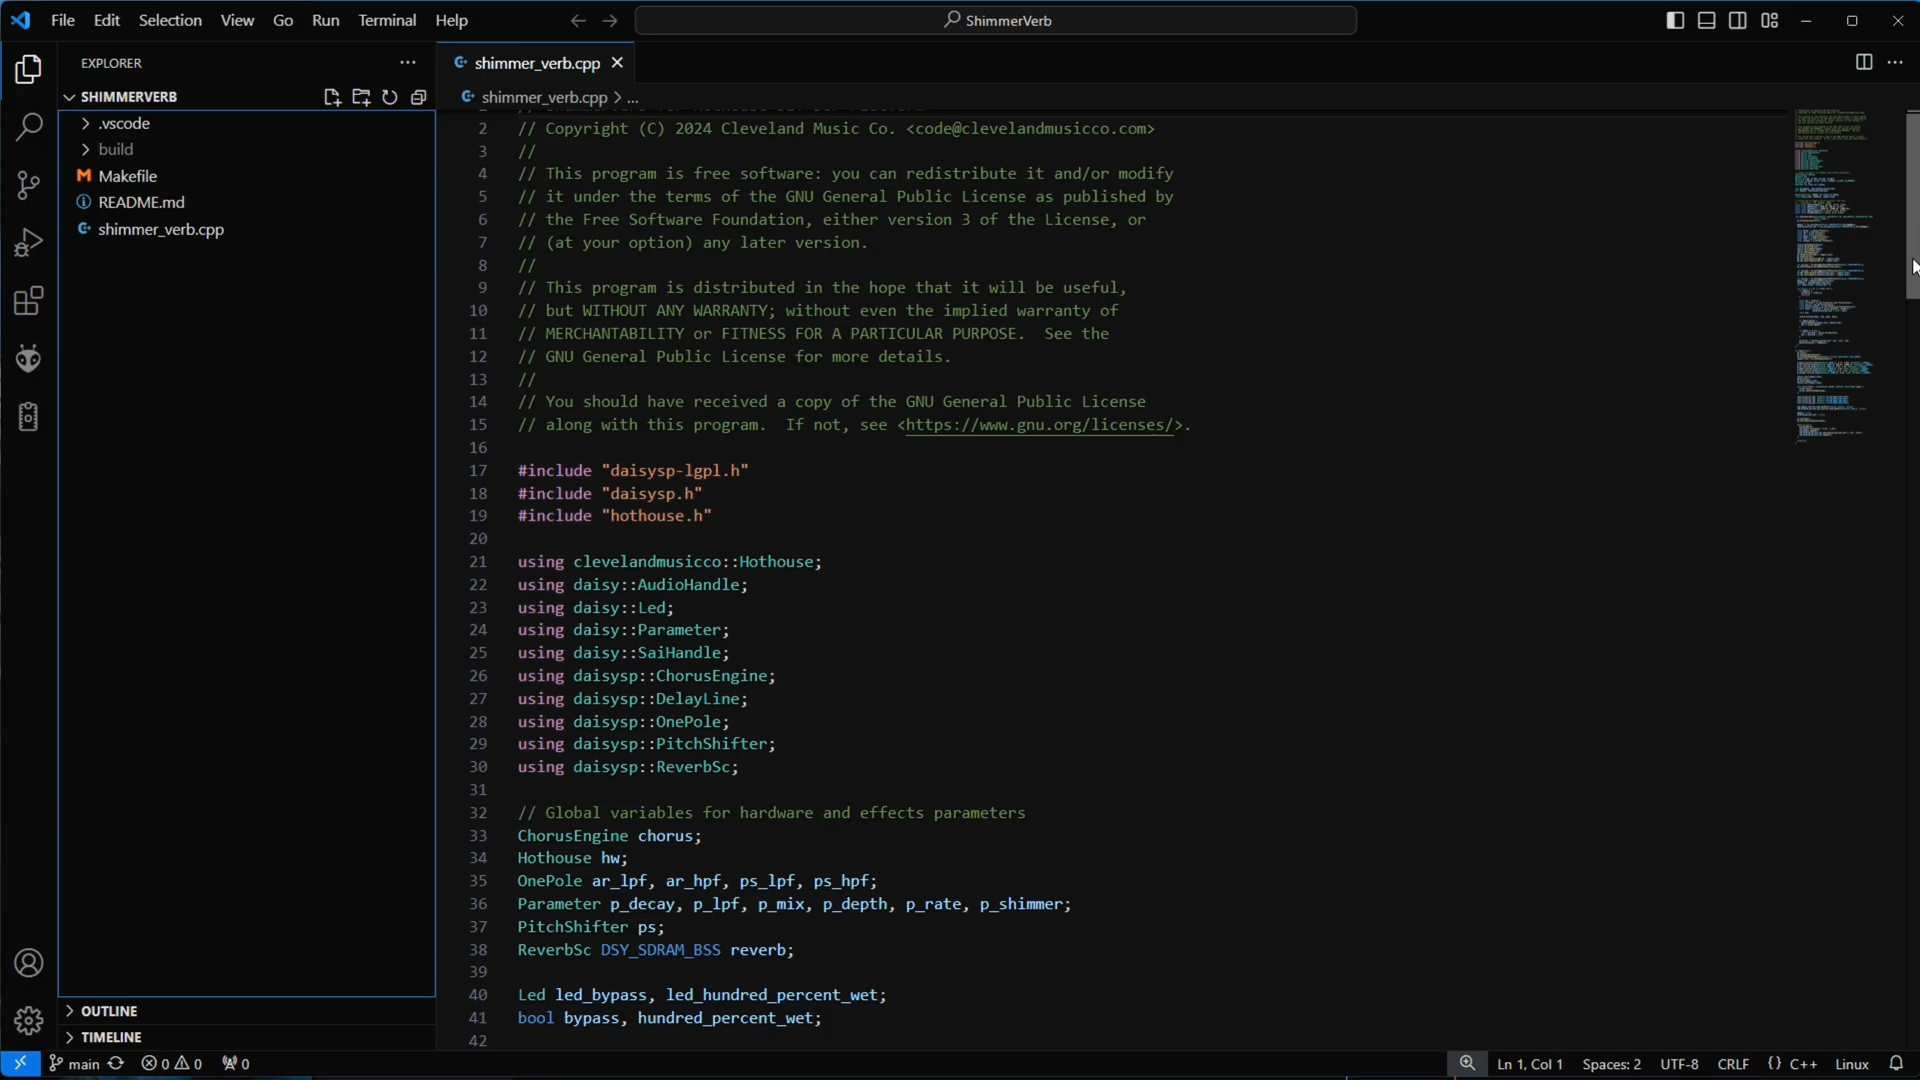 File Edit Selection View Go Run Terminal Help
ShimmerVerb
EXPLORER
SHIMMERVERB
.vscode
build
Makefile
README.md
shimmer_verb.cpp
OUTLINE
TIMELINE
shimmer_verb.cpp
shimmer_verb.cpp > ...
2 // Copyright (C) 2024 Cleveland Music Co. <code@clevelandmusicco.com>
3 //
4 // This program is free software: you can redistribute it and/or modify
5 // it under the terms of the GNU General Public License as published by
6 // the Free Software Foundation, either version 3 of the License, or
7 // (at your option) any later version.
8 //
9 // This program is distributed in the hope that it will be useful,
10 // but WITHOUT ANY WARRANTY; without even the implied warranty of
11 // MERCHANTABILITY or FITNESS FOR A PARTICULAR PURPOSE.  See the
12 // GNU General Public License for more details.
13 //
14 // You should have received a copy of the GNU General Public License
15 // along with this program.  If not, see <https://www.gnu.org/licenses/>.
16
17 #include "daisysp-lgpl.h"
18 #include "daisysp.h"
19 #include "hothouse.h"
20
21 using clevelandmusicco::Hothouse;
22 using daisy::AudioHandle;
23 using daisy::Led;
24 using daisy::Parameter;
25 using daisy::SaiHandle;
26 using daisysp::ChorusEngine;
27 using daisysp::DelayLine;
28 using daisysp::OnePole;
29 using daisysp::PitchShifter;
30 using daisysp::ReverbSc;
31
32 // Global variables for hardware and effects parameters
33 ChorusEngine chorus;
34 Hothouse hw;
35 OnePole ar_lpf, ar_hpf, ps_lpf, ps_hpf;
36 Parameter p_decay, p_lpf, p_mix, p_depth, p_rate, p_shimmer;
37 PitchShifter ps;
38 ReverbSc DSY_SDRAM_BSS reverb;
39
40 Led led_bypass, led_hundred_percent_wet;
41 bool bypass, hundred_percent_wet;
42
main 0 0 0 Ln 1, Col 1 Spaces: 2 UTF-8 CRLF {} C++ Linux